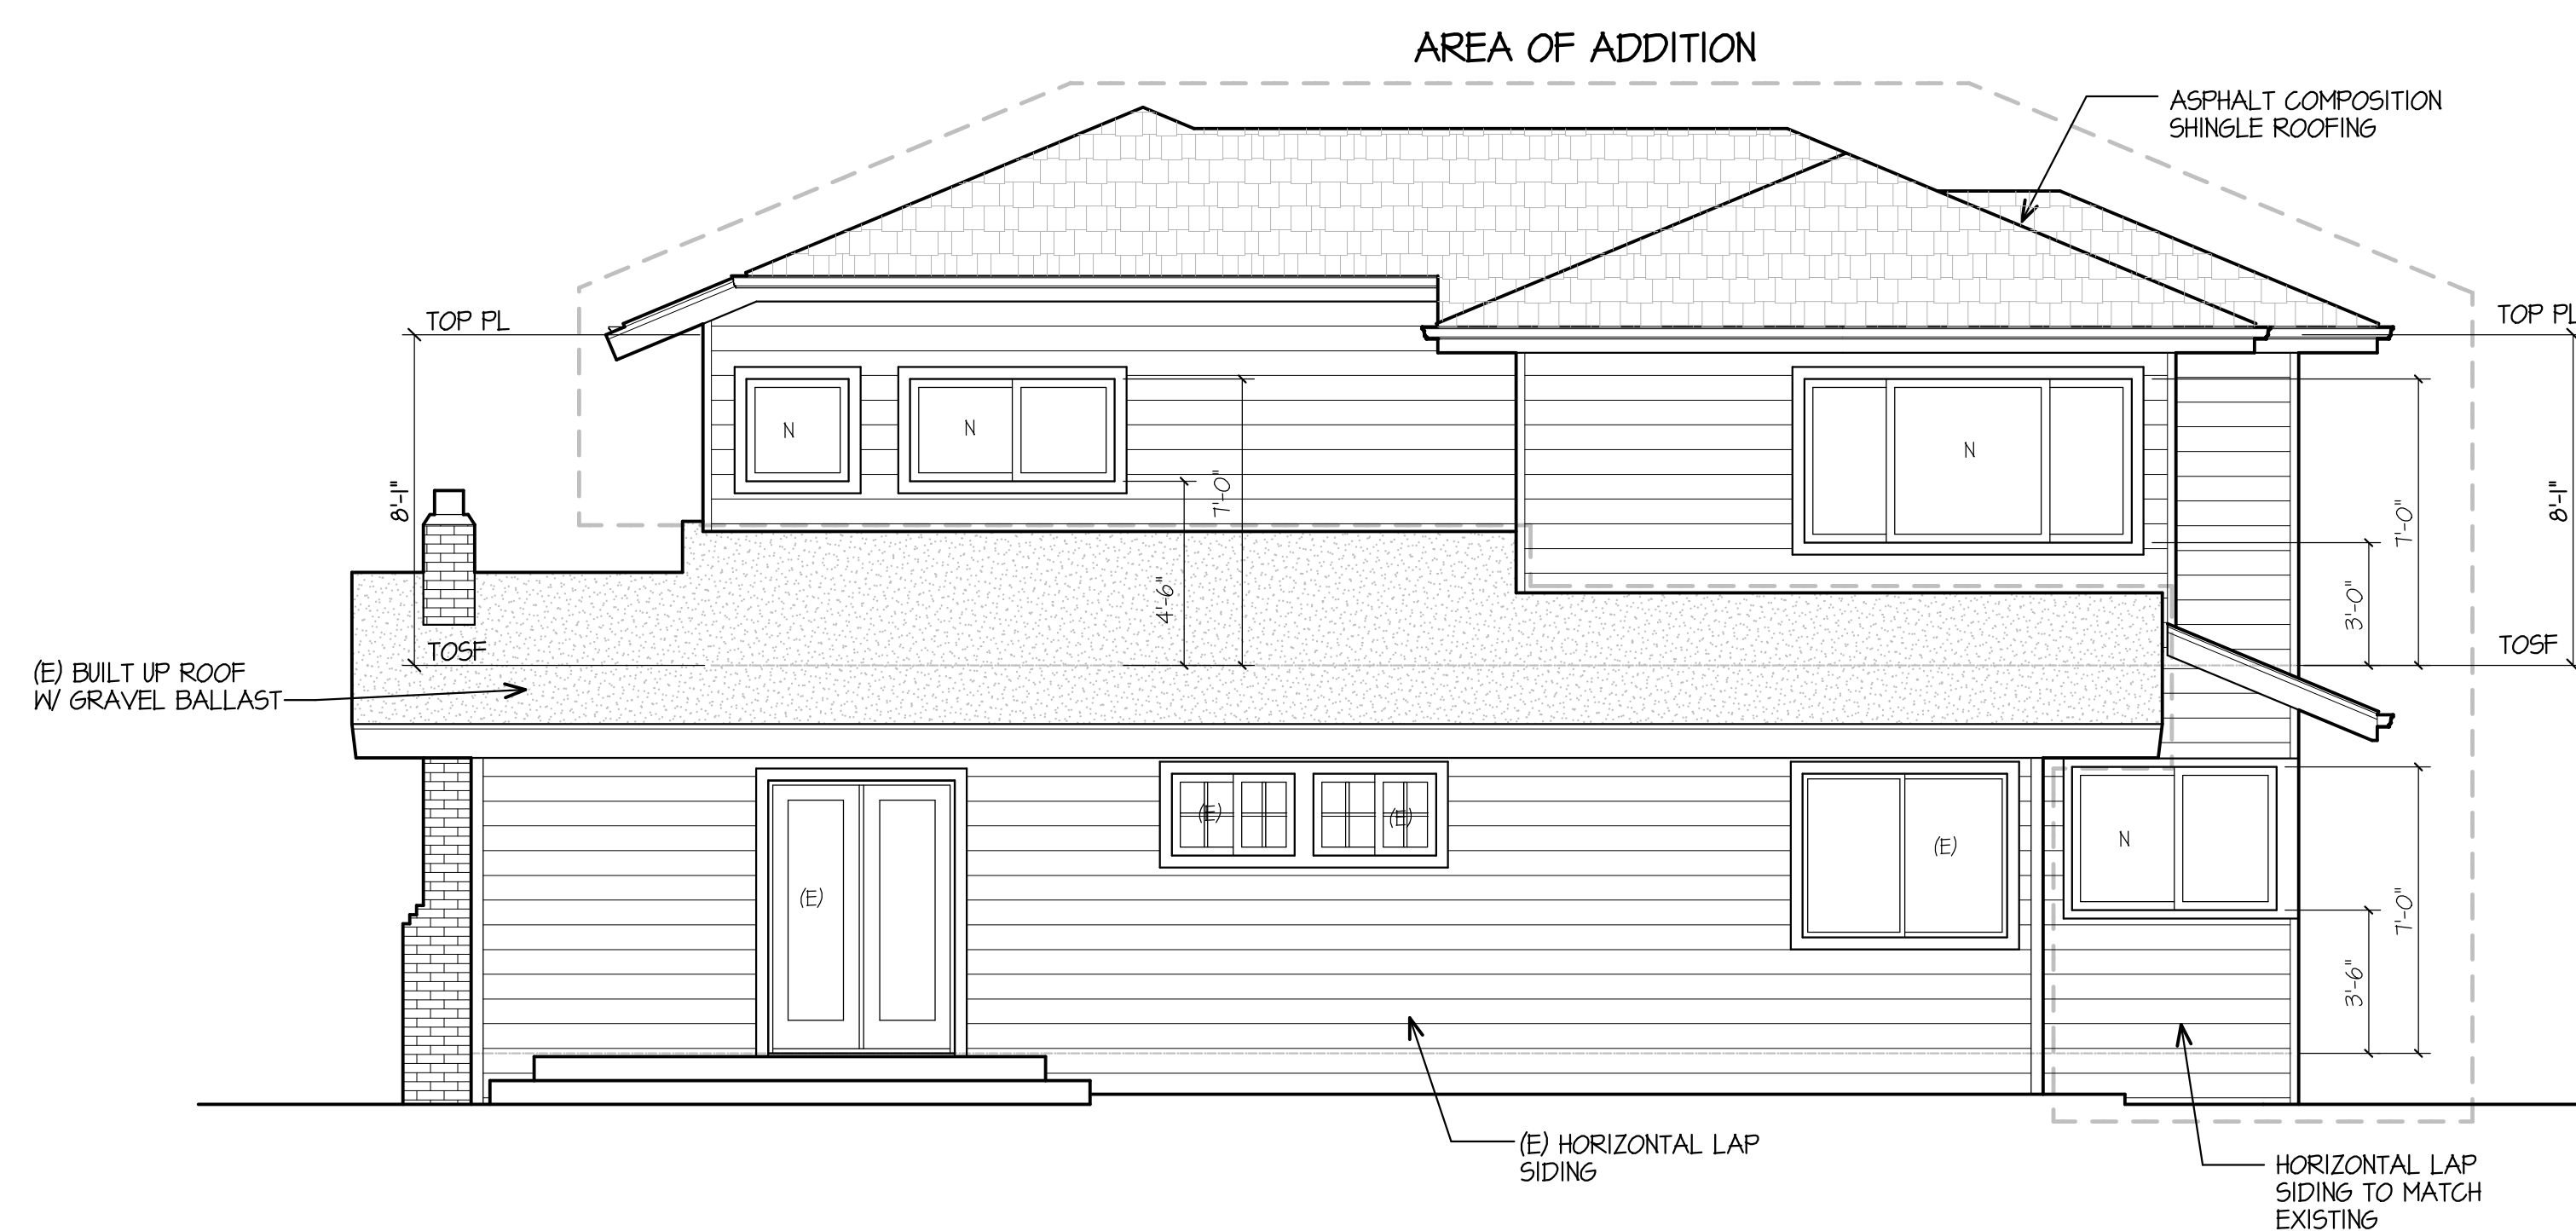 AREA OF ADDITION
ASPHALT COMPOSITION
SHINGLE ROOFING
TOP PL
TOP PL
N
N
N
8'-1"
7'-0"
4'-6"
7'-0"
3'-0"
8'-1"
TOSF
TOSF
(E) BUILT UP ROOF
W/ GRAVEL BALLAST
(E)
(E)
(E)
(E)
N
7'-0"
3'-6"
(E) HORIZONTAL LAP
SIDING
HORIZONTAL LAP
SIDING TO MATCH
EXISTING